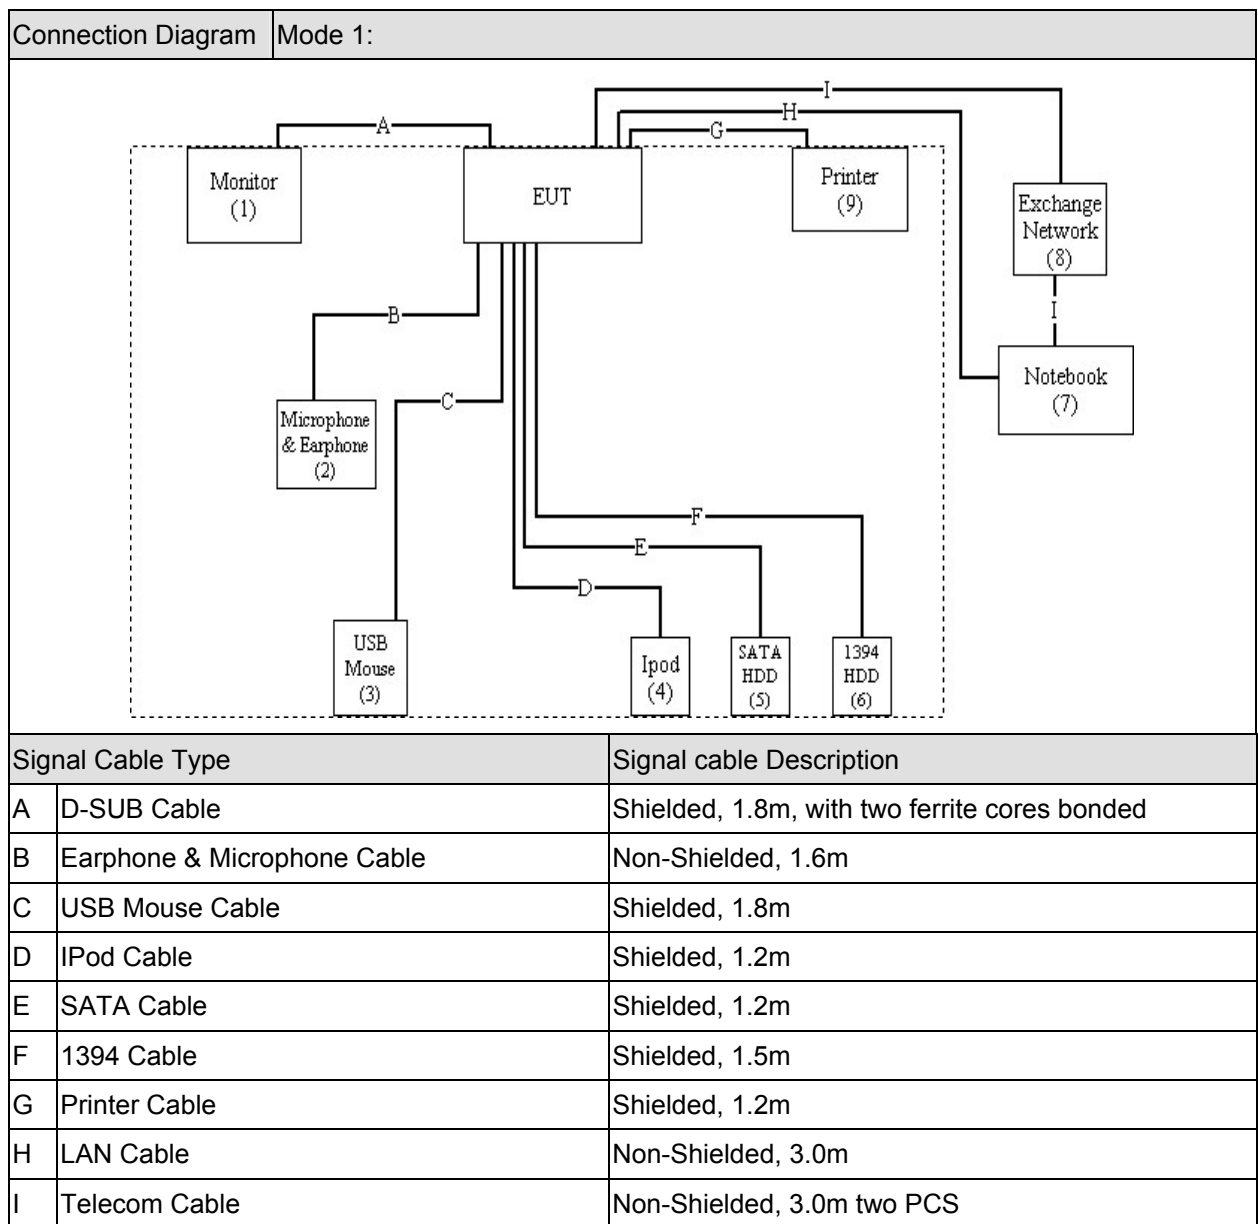 Connection Diagram Mode 1:
I
H
A
G
Monitor
(1)
EUT
Printer
(9)
Exchange
Network
(8)
B
I
Notebook
(7)
C
Microphone
& Earphone
(2)
F
E
D
USB
Mouse
(3)
Ipod
(4)
SATA
HDD
(5)
1394
HDD
(6)
Signal Cable Type Signal cable Description
A D-SUB Cable Shielded, 1.8m, with two ferrite cores bonded
B Earphone & Microphone Cable Non-Shielded, 1.6m
C USB Mouse Cable Shielded, 1.8m
D IPod Cable Shielded, 1.2m
E SATA Cable Shielded, 1.2m
F 1394 Cable Shielded, 1.5m
G Printer Cable Shielded, 1.2m
H LAN Cable Non-Shielded, 3.0m
I Telecom Cable Non-Shielded, 3.0m two PCS